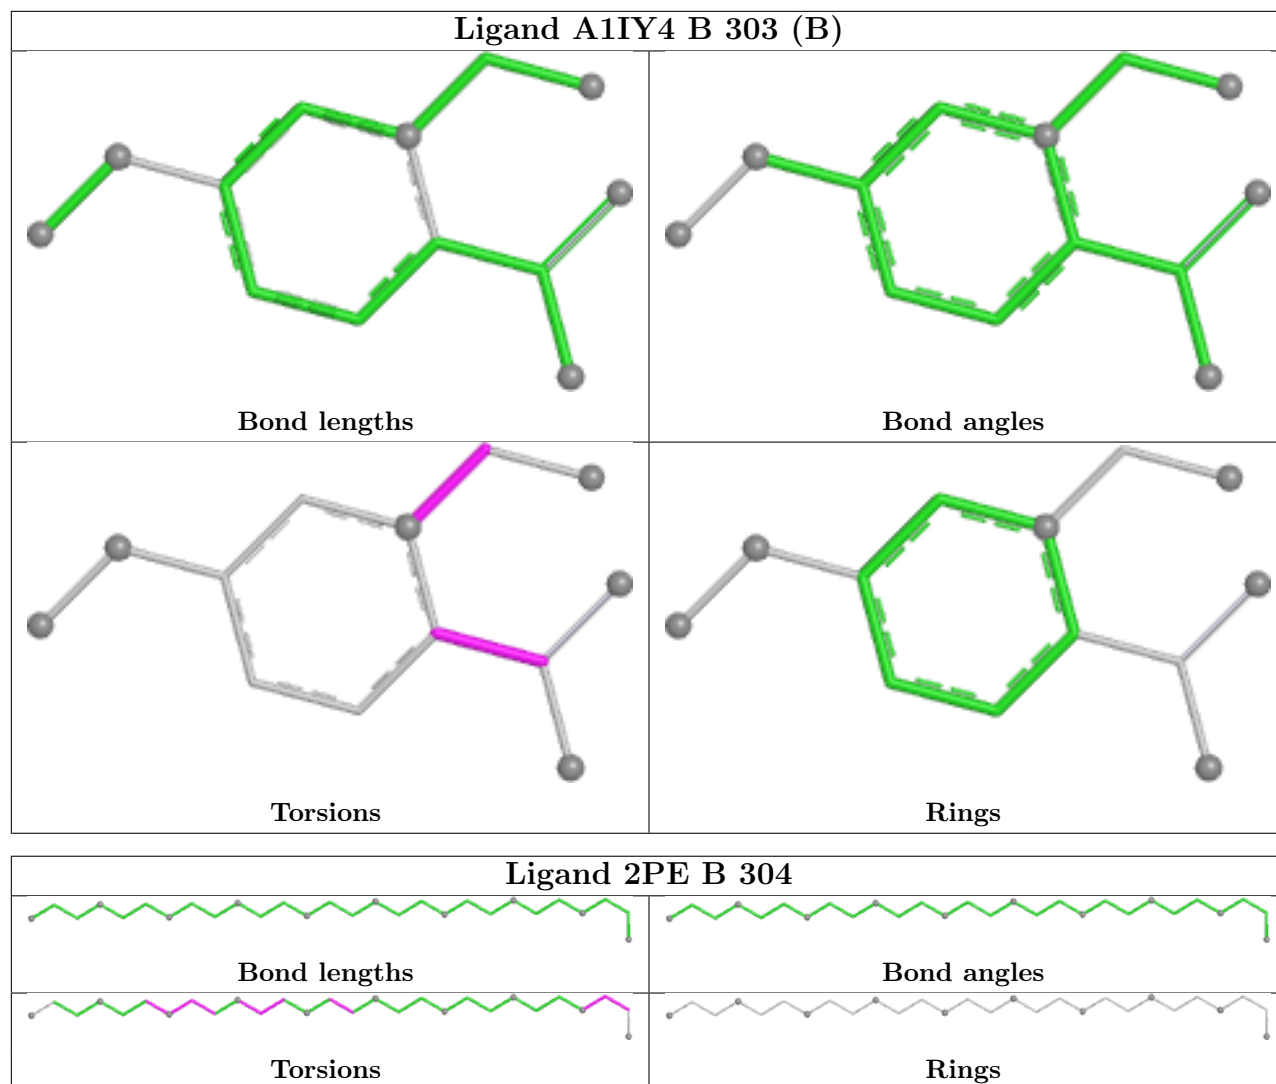 Ligand A1IY4 B 303 (B)
Bond lengths
Bond angles
Torsions
Rings
Ligand 2PE B 304
Bond lengths
Bond angles
Torsions
Rings